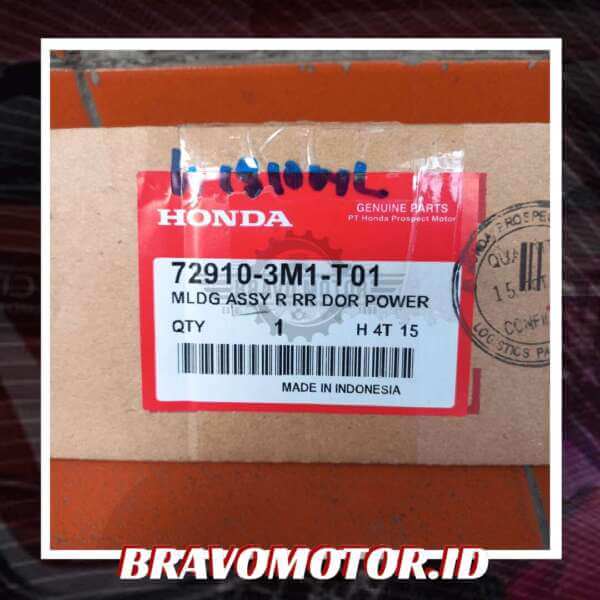 HONDA
GENUINE PARTS
PT Honda Prospect Motor
72910-3M1-T01
MLDG ASSY R RR DOR POWER
QTY 1 H 4T 15
MADE IN INDONESIA
LOGISTICS
BRAVOMOTOR.ID